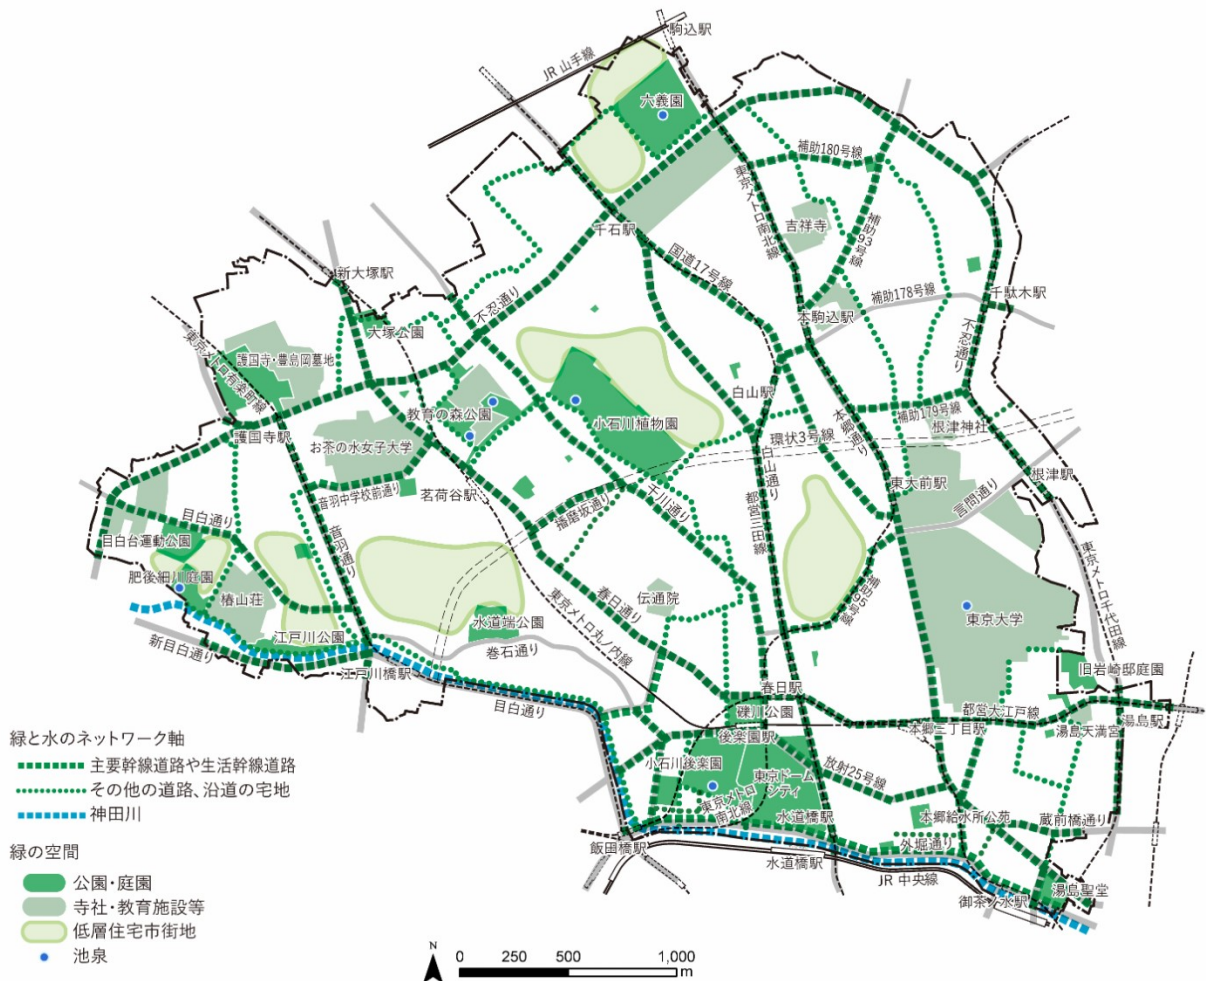 駒込駅
JR 山手線
六義園
補助180号線
東京メトロ南北線
吉祥寺
補助93号線
千石駅
国道17号線
新大塚駅
不忍通り
補助178号線
千駄木駅
本駒込駅
大塚公園
不忍通り
護国寺・豊島岡墓地
東京メトロ有楽町線
白山駅
教育の森公園
小石川植物園
本郷通り
補助179号線
根津神社
護国寺駅
お茶の水女子大学
環状3号線
白山通り
根津駅
音羽中学校前通り
茗荷谷駅
東大前駅
言問通り
播磨坂通り
千川通り
都営三田線
目白通り
音羽通り
目白台運動公園
東京メトロ千代田線
肥後細川庭園
椿山荘
伝通院
補助95号線
春日通り
東京大学
東京メトロ丸ノ内線
水道端公園
江戸川公園
新目白通り
巻石通り
旧岩崎邸庭園
江戸川橋駅
春日駅
目白通り
礫川公園
都営大江戸線
湯島駅
本郷三丁目駅
湯島天満宮
後楽園駅
小石川後楽園
東京ドーム
シティ
放射25号線
東京メトロ
南北線
水道橋駅
本郷給水所公苑
蔵前橋通り
外堀通り
飯田橋駅
水道橋駅
JR 中央線
湯島聖堂
御茶ノ水駅
緑と水のネットワーク軸
主要幹線道路や生活幹線道路
その他の道路、沿道の宅地
神田川
緑の空間
公園・庭園
寺社・教育施設等
低層住宅市街地
池泉
N
0 250 500 1,000
m